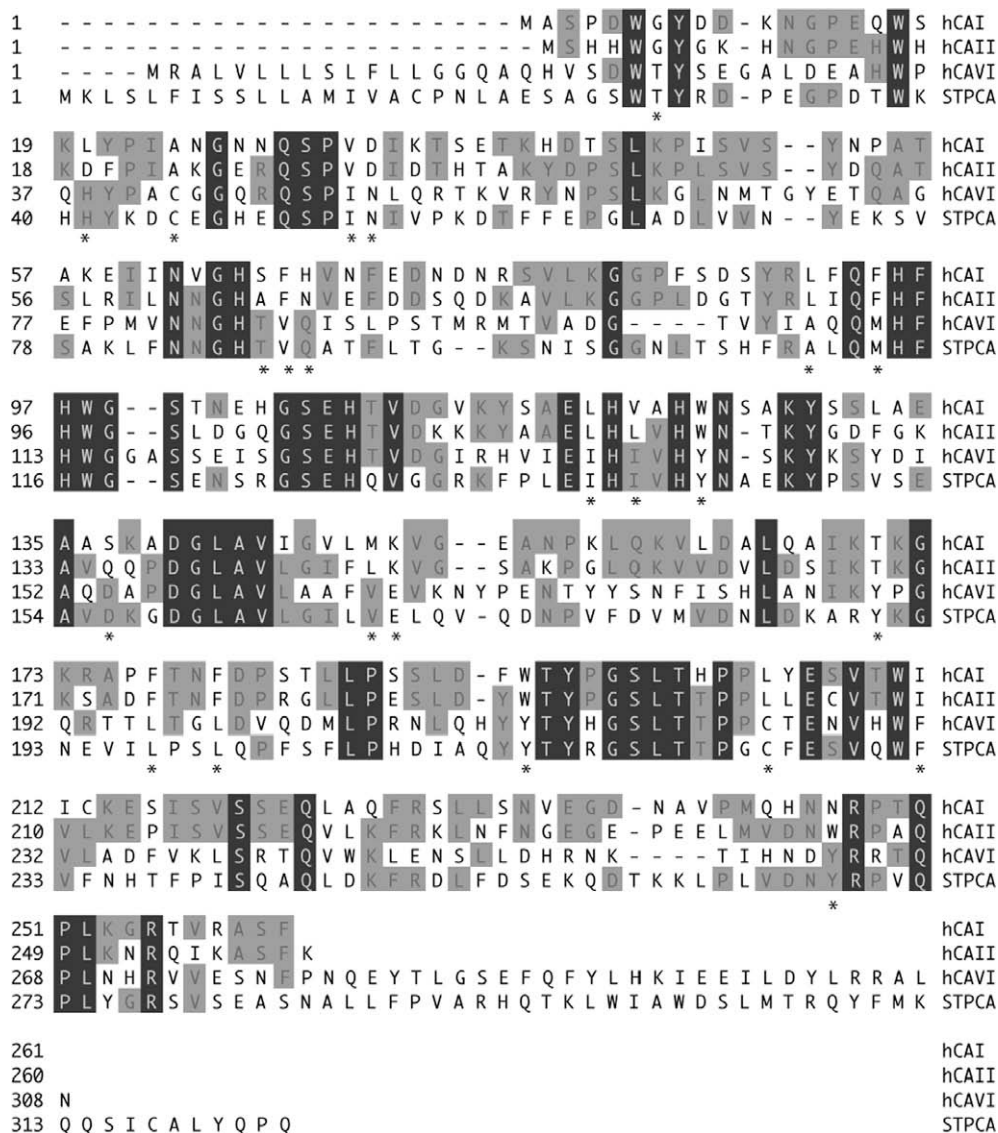 1 - - - - - - - - - - - - - - - - - - - - - M A S P D W G Y D D - K N G P E Q W S hCAI
1 - - - - - - - - - - - - - - - - - - - - - - M S H H W G Y G K - H N G P E H W H hCAII
1 - - - - M R A L V L L L S L F L L G G Q A Q H V S D W T Y S E G A L D E A H W P hCAVI
1 M K L S L F I S S L L A M I V A C P N L A E S A G S W T Y R D - P E G P D T W K STPCA
*
19 K L Y P I A N G N N Q S P V D I K T S E T K H D T S L K P I S V S - - Y N P A T hCAI
18 K D F P I A K G E R Q S P V D I D T H T A K Y D P S L K P L S V S - - Y D Q A T hCAII
37 Q H Y P A C G G Q R Q S P I N L Q R T K V R Y N P S L K G L N M T G Y E T Q A G hCAVI
40 H H Y K D C E G H E Q S P I N I V P K D T F F E P G L A D L V V N - - Y E K S V STPCA
* * * *
57 A K E I I N V G H S F H V N F E D N D N R S V L K G G P F S D S Y R L F Q F H F hCAI
56 S L R I L N N G H A F N V E F D D S Q D K A V L K G G P L D G T Y R L I Q F H F hCAII
77 E F P M V N N G H T V Q I S L P S T M R M T V A D G - - - - T V Y I A Q Q M H F hCAVI
78 S A K L F N N G H T V Q A T F L T G - - K S N I S G G N L T S H F R A L Q M H F STPCA
* * * * *
97 H W G - - S T N E H G S E H T V D G V K Y S A E L H V A H W N S A K Y S S L A E hCAI
96 H W G - - S L D G Q G S E H T V D K K K Y A A E L H L V H W N - T K Y G D F G K hCAII
113 H W G G A S S E I S G S E H T V D G I R H V I E I H I V H Y N - S K Y K S Y D I hCAVI
116 H W G - - S E N S R G S E H Q V G G R K F P L E I H I V H Y N A E K Y P S V S E STPCA
* * *
135 A A S K A D G L A V I G V L M K V G - - E A N P K L Q K V L D A L Q A I K T K G hCAI
133 A V Q Q P D G L A V L G I F L K V G - - S A K P G L Q K V V D V L D S I K T K G hCAII
152 A Q D A P D G L A V L A A F V E V K N Y P E N T Y Y S N F I S H L A N I K Y P G hCAVI
154 A V D K G D G L A V L G I L V E L Q V - Q D N P V F D V M V D N L D K A R Y K G STPCA
* * * *
173 K R A P F T N F D P S T L L P S S L D - F W T Y P G S L T H P P L Y E S V T W I hCAI
171 K S A D F T N F D P R G L L P E S L D - Y W T Y P G S L T T P P L L E C V T W I hCAII
192 Q R T T L T G L D V Q D M L P R N L Q H Y Y T Y H G S L T T P P C T E N V H W F hCAVI
193 N E V I L P S L Q P F S F L P H D I A Q Y Y T Y R G S L T T P G C F E S V Q W F STPCA
* * * * *
212 I C K E S I S V S S E Q L A Q F R S L L S N V E G D - N A V P M Q H N N R P T Q hCAI
210 V L K E P I S V S S E Q V L K F R K L N F N G E G E - P E E L M V D N W R P A Q hCAII
232 V L A D F V K L S R T Q V W K L E N S L L D H R N K - - - - T I H N D Y R R T Q hCAVI
233 V F N H T F P I S Q A Q L D K F R D L F D S E K Q D T K K L P L V D N Y R P V Q STPCA
*
251 P L K G R T V R A S F hCAI
249 P L K N R Q I K A S F K hCAII
268 P L N H R V V E S N F P N Q E Y T L G S E F Q F Y L H K I E E I L D Y L R R A L hCAVI
273 P L Y G R S V S E A S N A L L F P V A R H Q T K L W I A W D S L M T R Q Y F M K STPCA
261 hCAI
260 hCAII
308 N hCAVI
313 Q Q S I C A L Y Q P Q STPCA